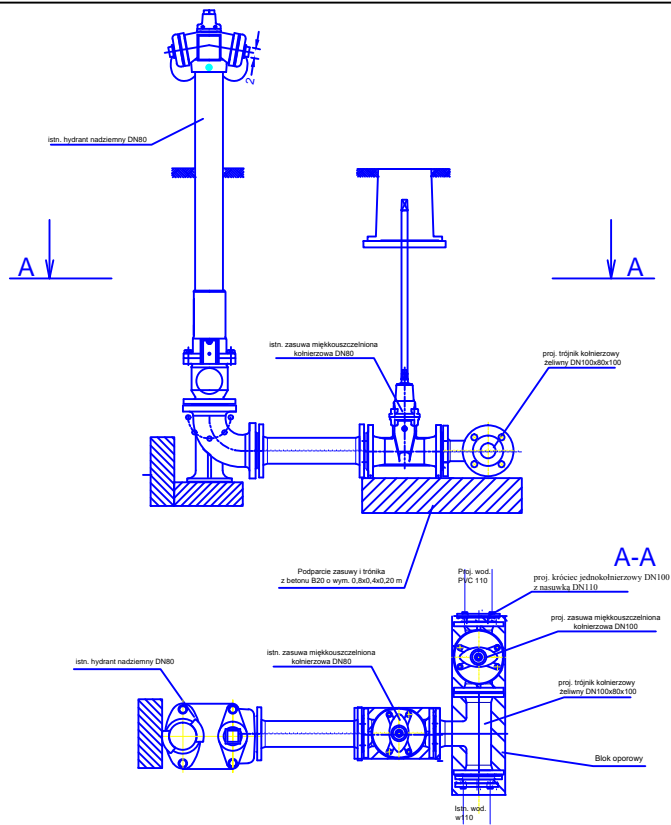 2
istn. hydrant nadziemny DN80
A
A
istn. zasuwa miękkouszczelniona
kołnierzowa DN80
proj. trójnik kołnierzowy
żeliwny DN100x80x100
Podparcie zasuwy i trónika
z betonu B20 o wym. 0,8x0,4x0,20 m
A-A
Proj. wod.
PVC 110
proj. króciec jednokołnierzowy DN100
z nasuwką DN110
proj. zasuwa miękkouszczelniona
kołnierzowa DN100
istn. hydrant nadziemny DN80
istn. zasuwa miękkouszczelniona
kołnierzowa DN80
proj. trójnik kołnierzowy
żeliwny DN100x80x100
Blok oporowy
Istn. wod.
w110